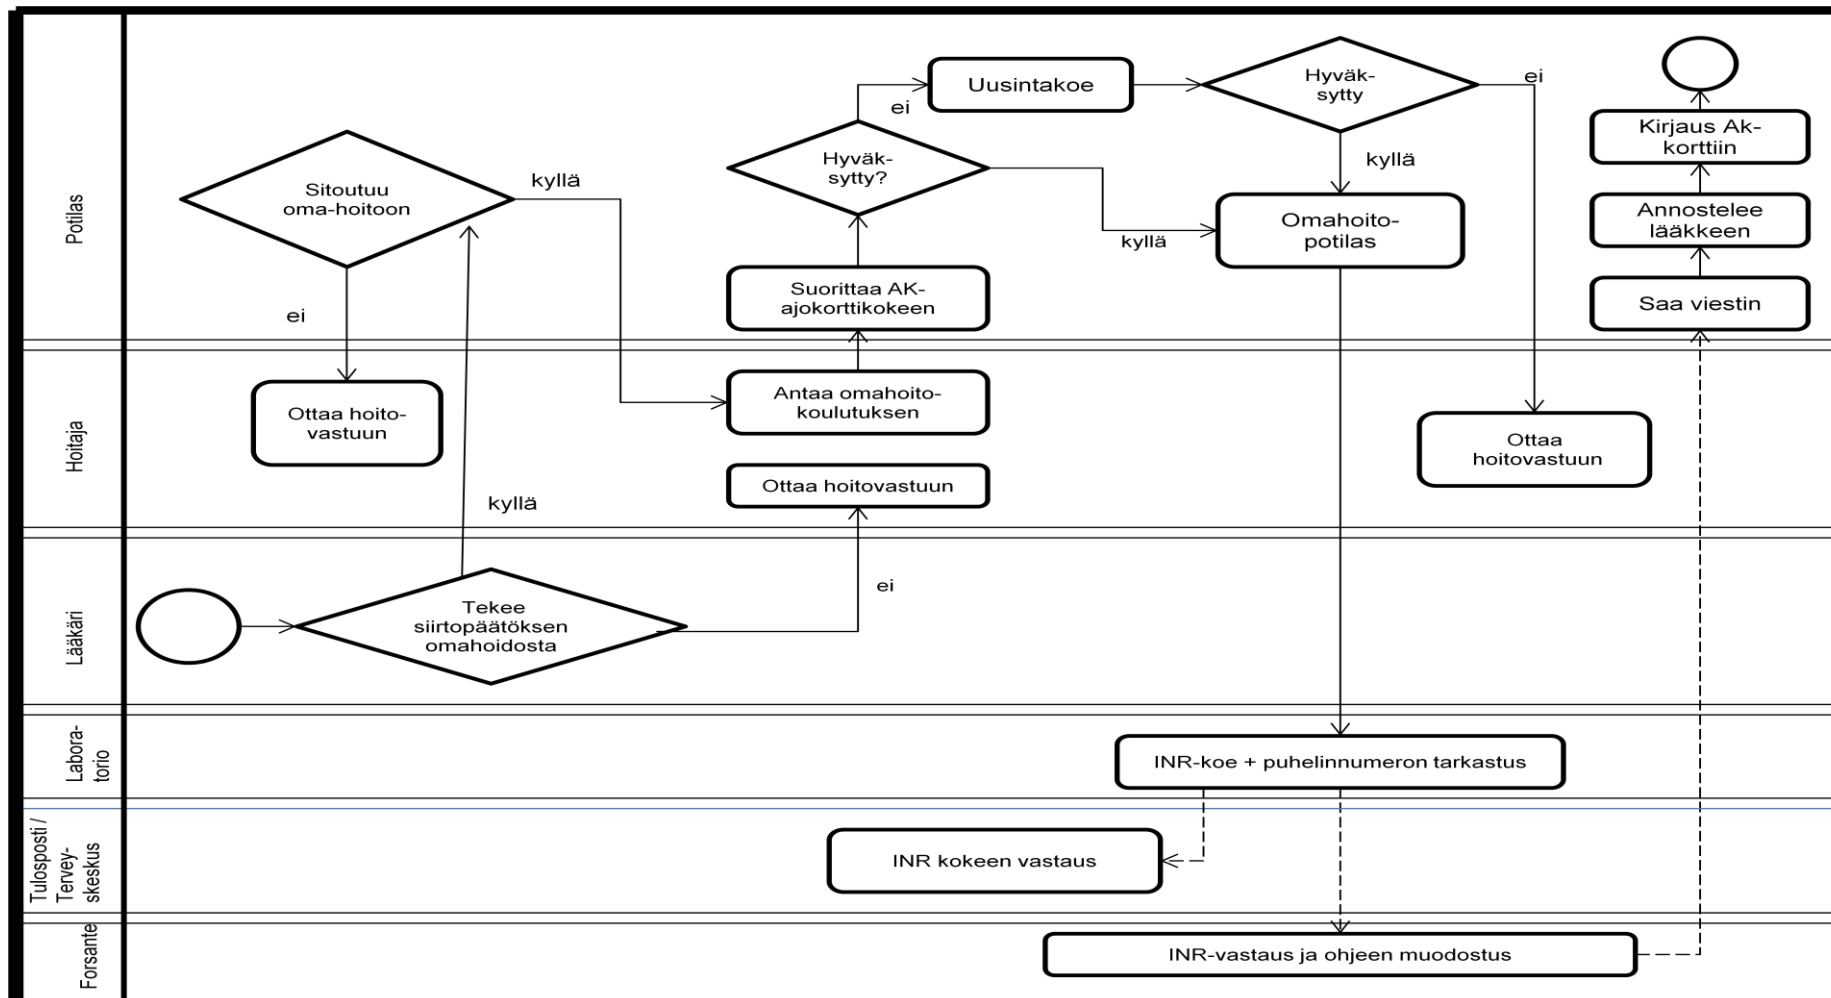 Potilas
Sitoutuu
oma-hoitoon
kyllä
ei
Hyväk-
sytty?
ei
kyllä
Uusintakoe
Hyväk-
sytty
ei
kyllä
Omahoito-
potilas
Suorittaa AK-
ajokorttikokeen
Kirjaus Ak-
korttiin
Annostelee
lääkkeen
Saa viestin
Hoitaja
Ottaa hoito-
vastuun
kyllä
Antaa omahoito-
koulutuksen
Ottaa hoitovastuun
Ottaa
hoitovastuun
Lääkäri
Tekee
siirtopäätöksen
omahoidosta
ei
Labora-
torio
INR-koe + puhelinnumeron tarkastus
Tulosposti /
Tervey-
skeskus
INR kokeen vastaus
Forsante
INR-vastaus ja ohjeen muodostus